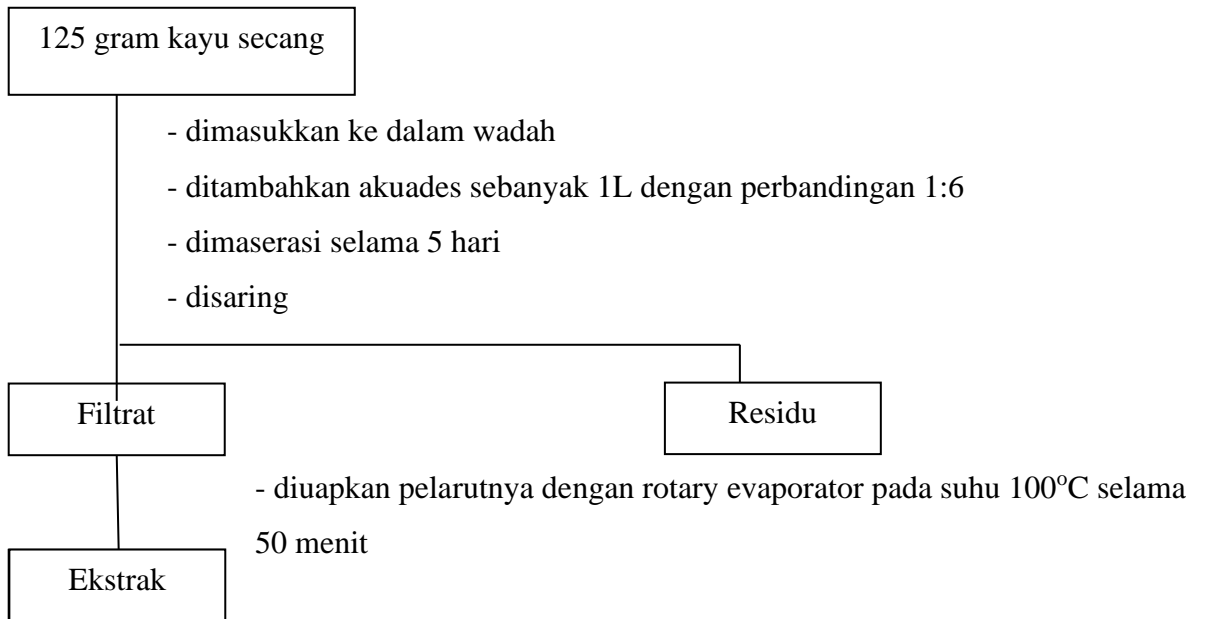 125 gram kayu secang
- dimasukkan ke dalam wadah
- ditambahkan akuades sebanyak 1L dengan perbandingan 1:6
- dimaserasi selama 5 hari
- disaring
Filtrat
Residu
- diuapkan pelarutnya dengan rotary evaporator pada suhu 100°C selama
50 menit
Ekstrak